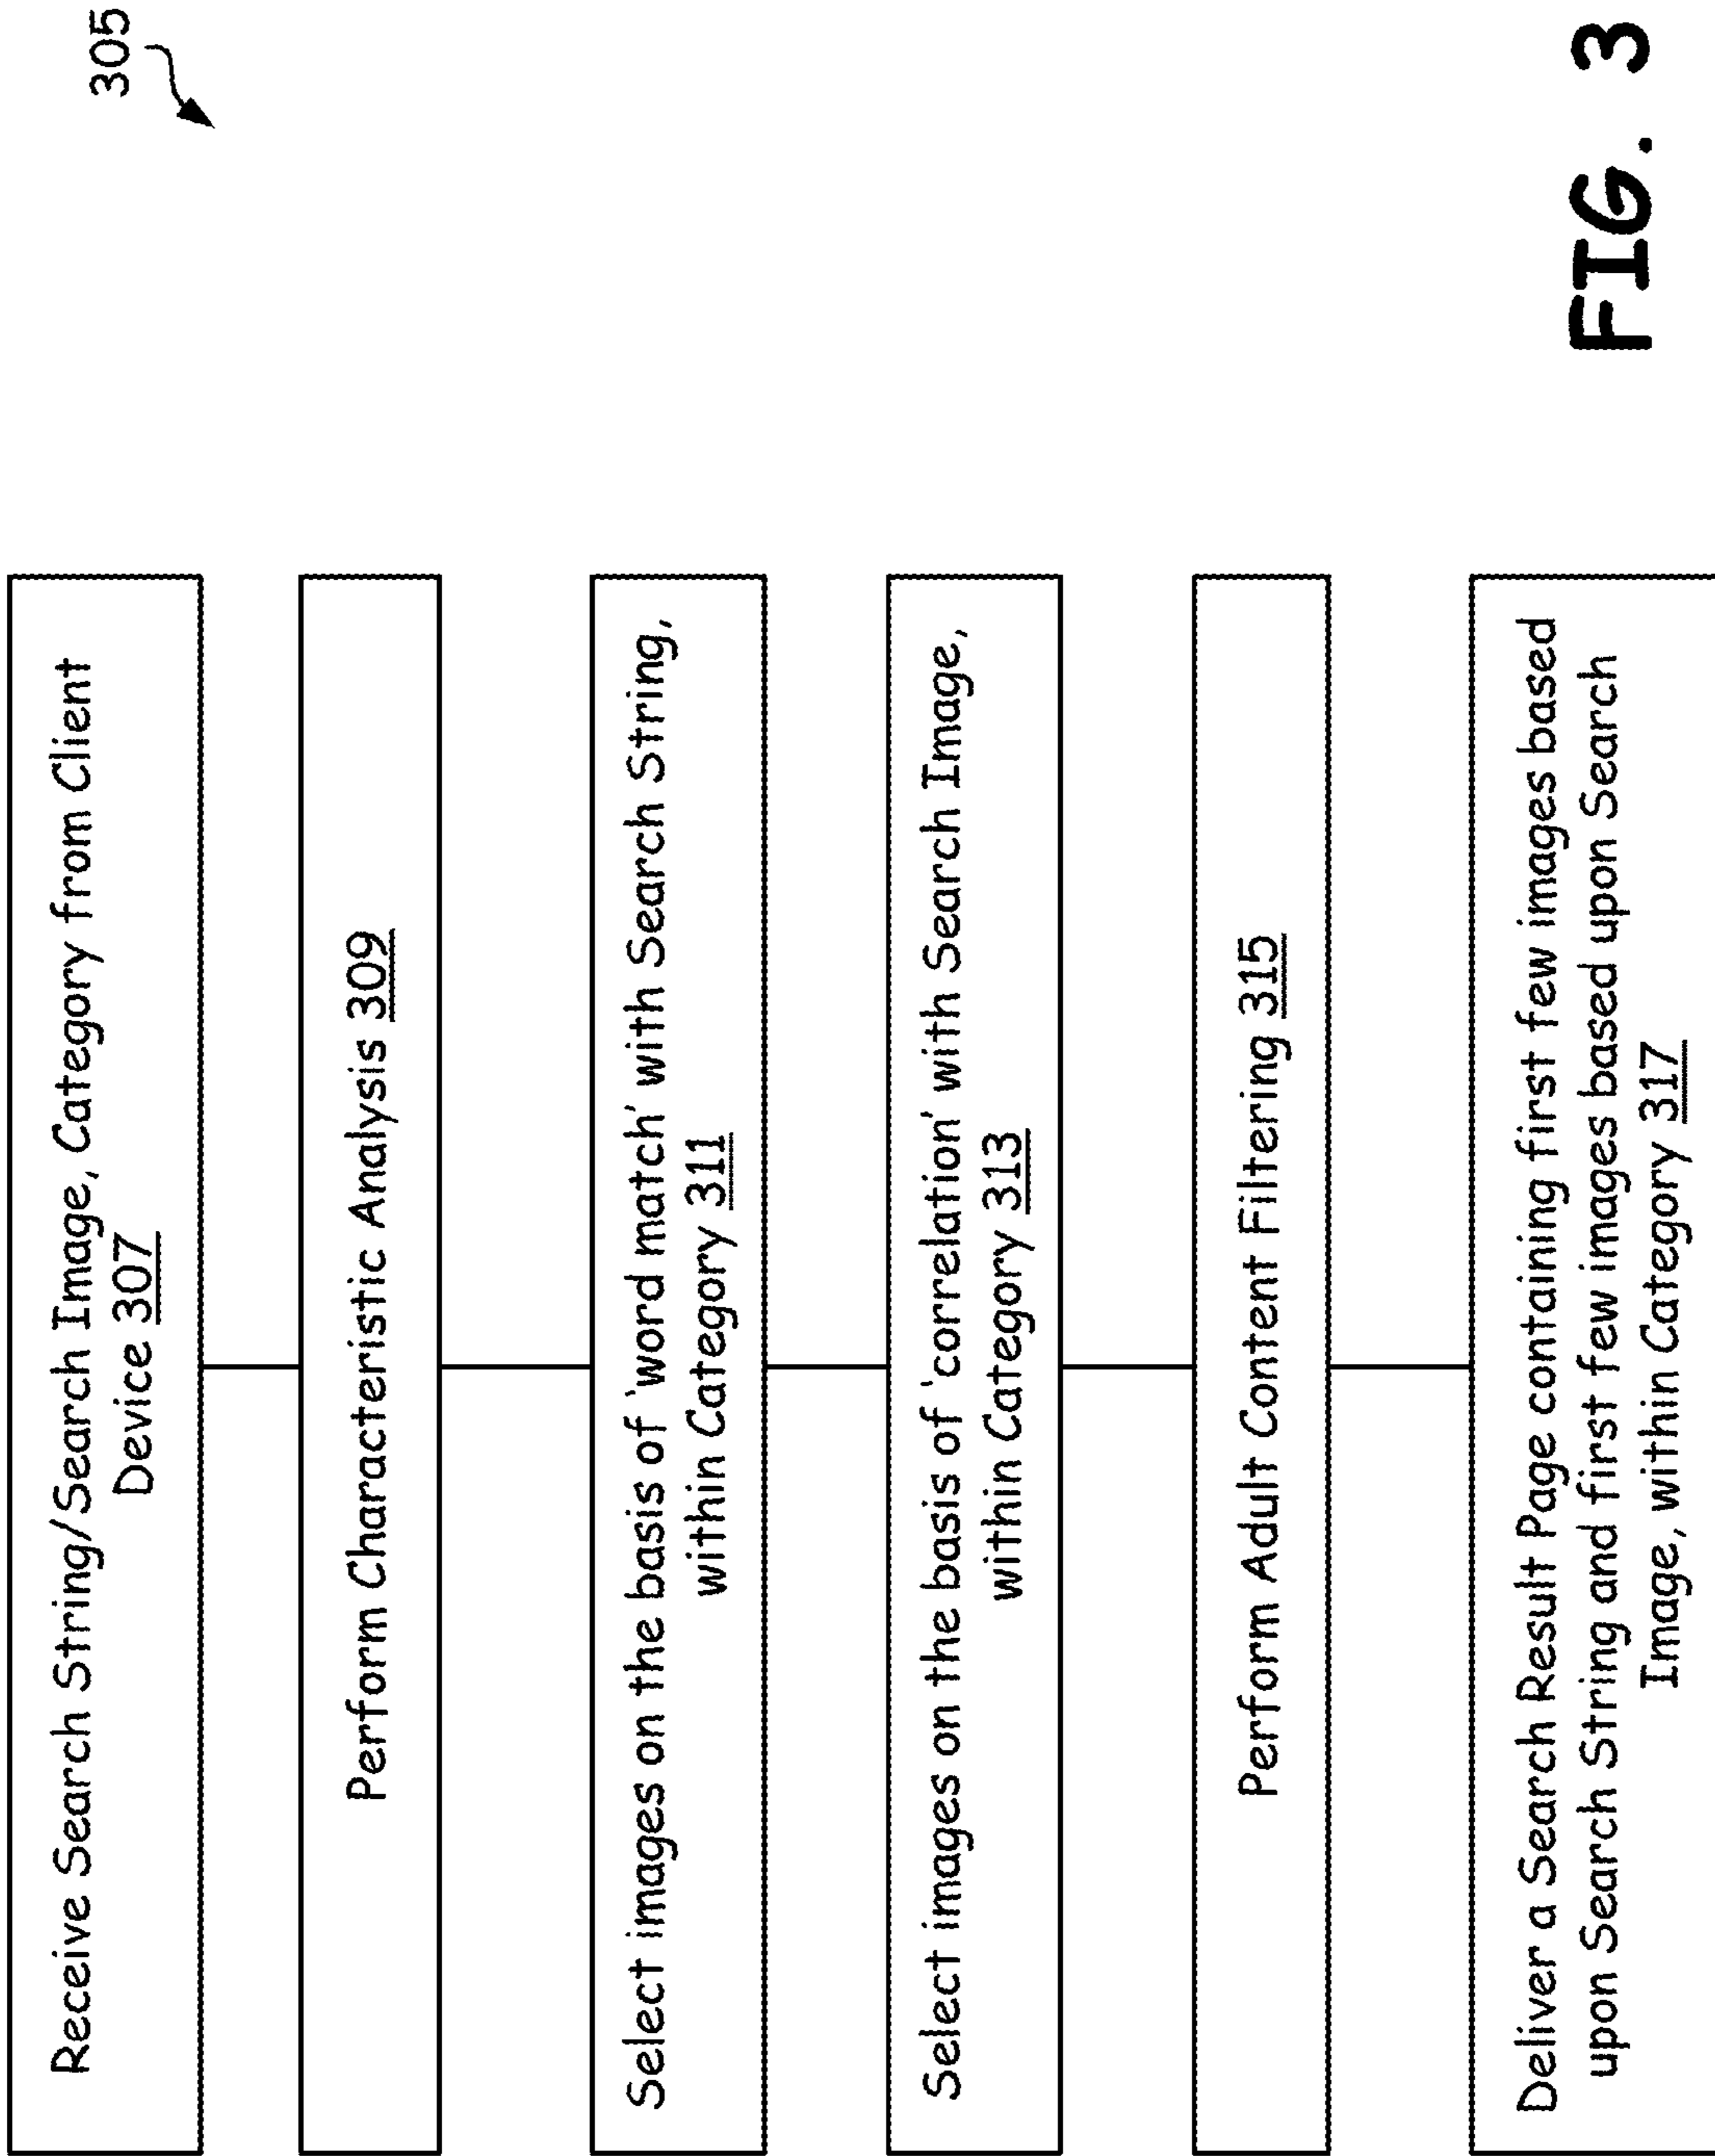 305
Receive Search String/Search Image, Category from Client
Device 307
Perform Characteristic Analysis 309
Select images on the basis of 'word match' with Search String,
within Category 311
Select images on the basis of 'correlation' with Search Image,
within Category 313
Perform Adult Content Filtering 315
Deliver a Search Result Page containing first few images based
upon Search String and first few images based upon Search
Image, within Category 317
FIG. 3